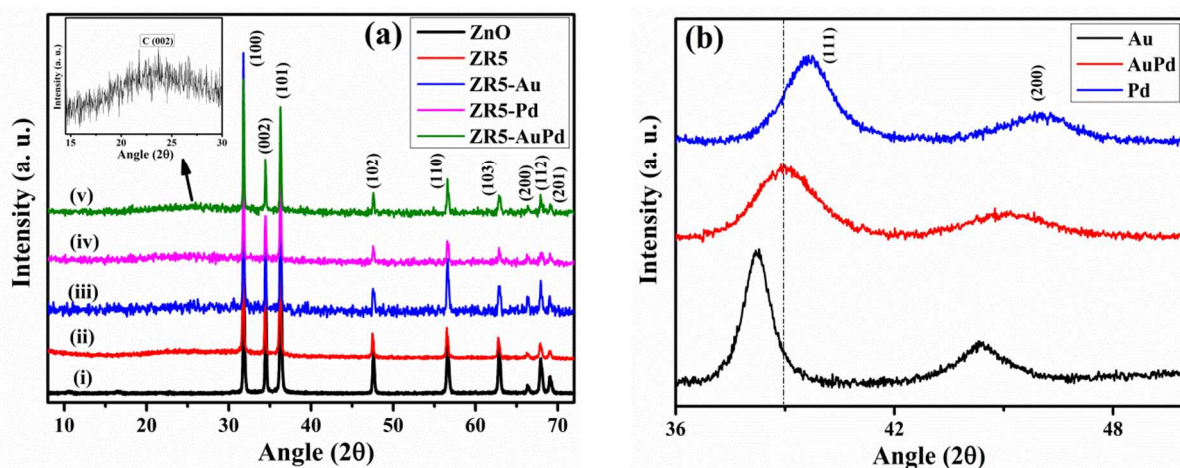 C (002)
Intensity (a. u.)
15 20 25 30
Angle (2θ)
(a)
ZnO
ZR5
ZR5-Au
ZR5-Pd
ZR5-AuPd
(100)
(002)
(101)
(102)
(110)
(103)
(200)
(112)
(201)
(v)
(iv)
(iii)
(ii)
(i)
Intensity (a. u.)
10 20 30 40 50 60 70
Angle (2θ)
(b)
(111)
(200)
Au
AuPd
Pd
Intensity (a. u.)
36 42 48
Angle (2θ)